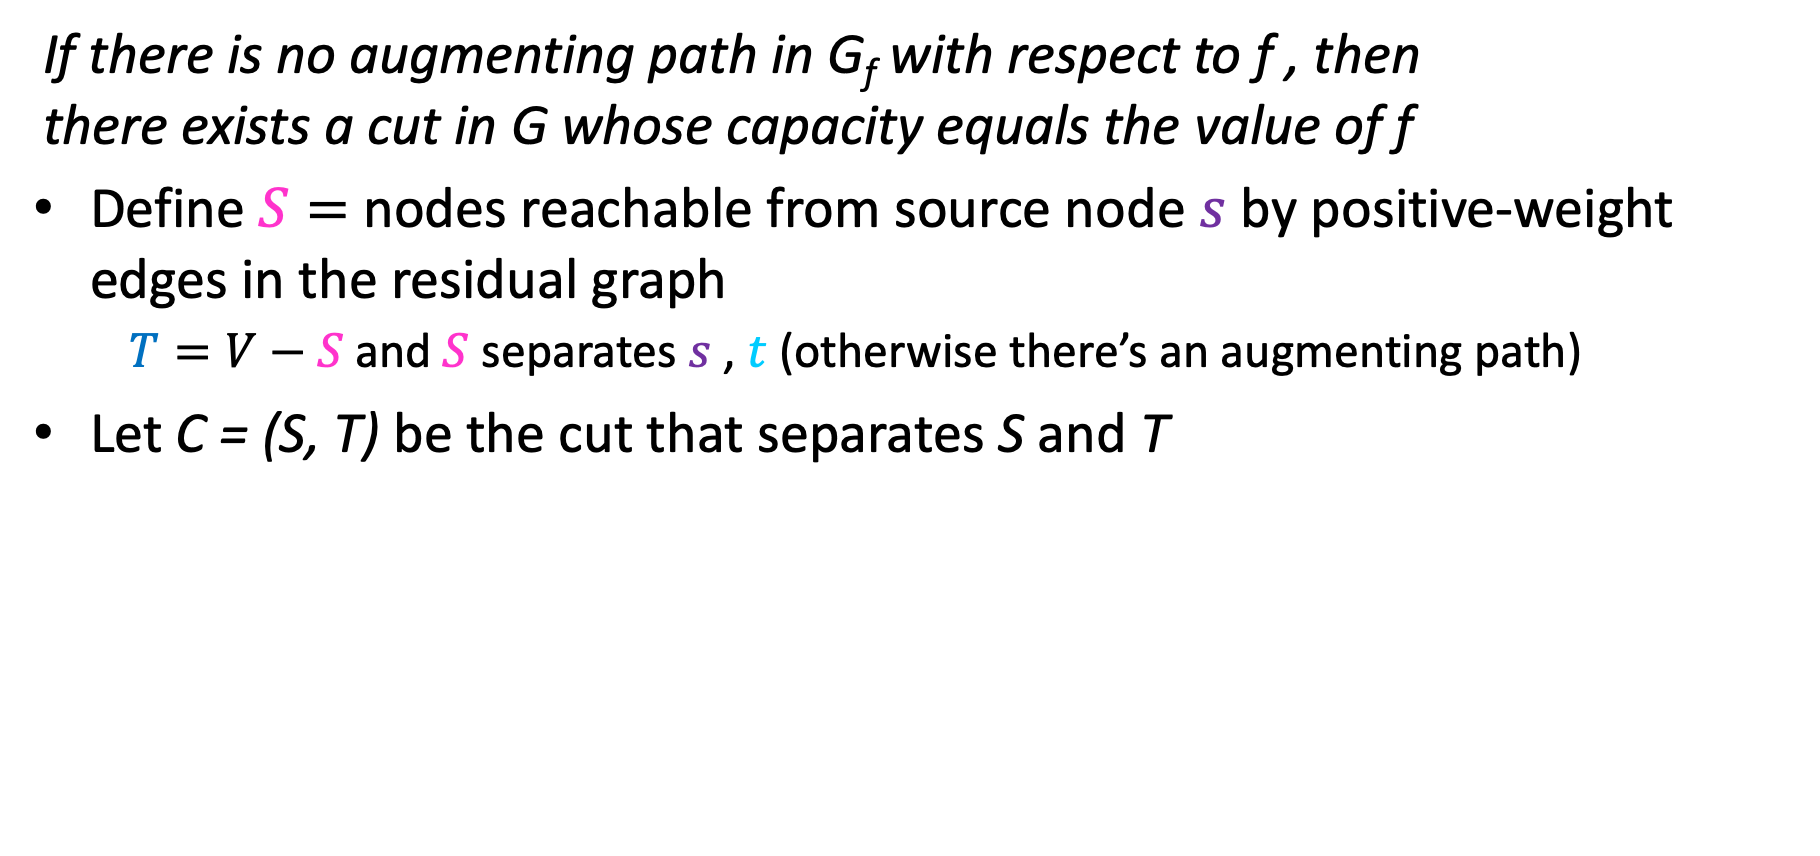 If there is no augmenting path in G_f with respect to f , then
there exists a cut in G whose capacity equals the value of f
• Define S = nodes reachable from source node s by positive-weight
edges in the residual graph
T = V − S and S separates s , t (otherwise there’s an augmenting path)
• Let C = (S, T) be the cut that separates S and T